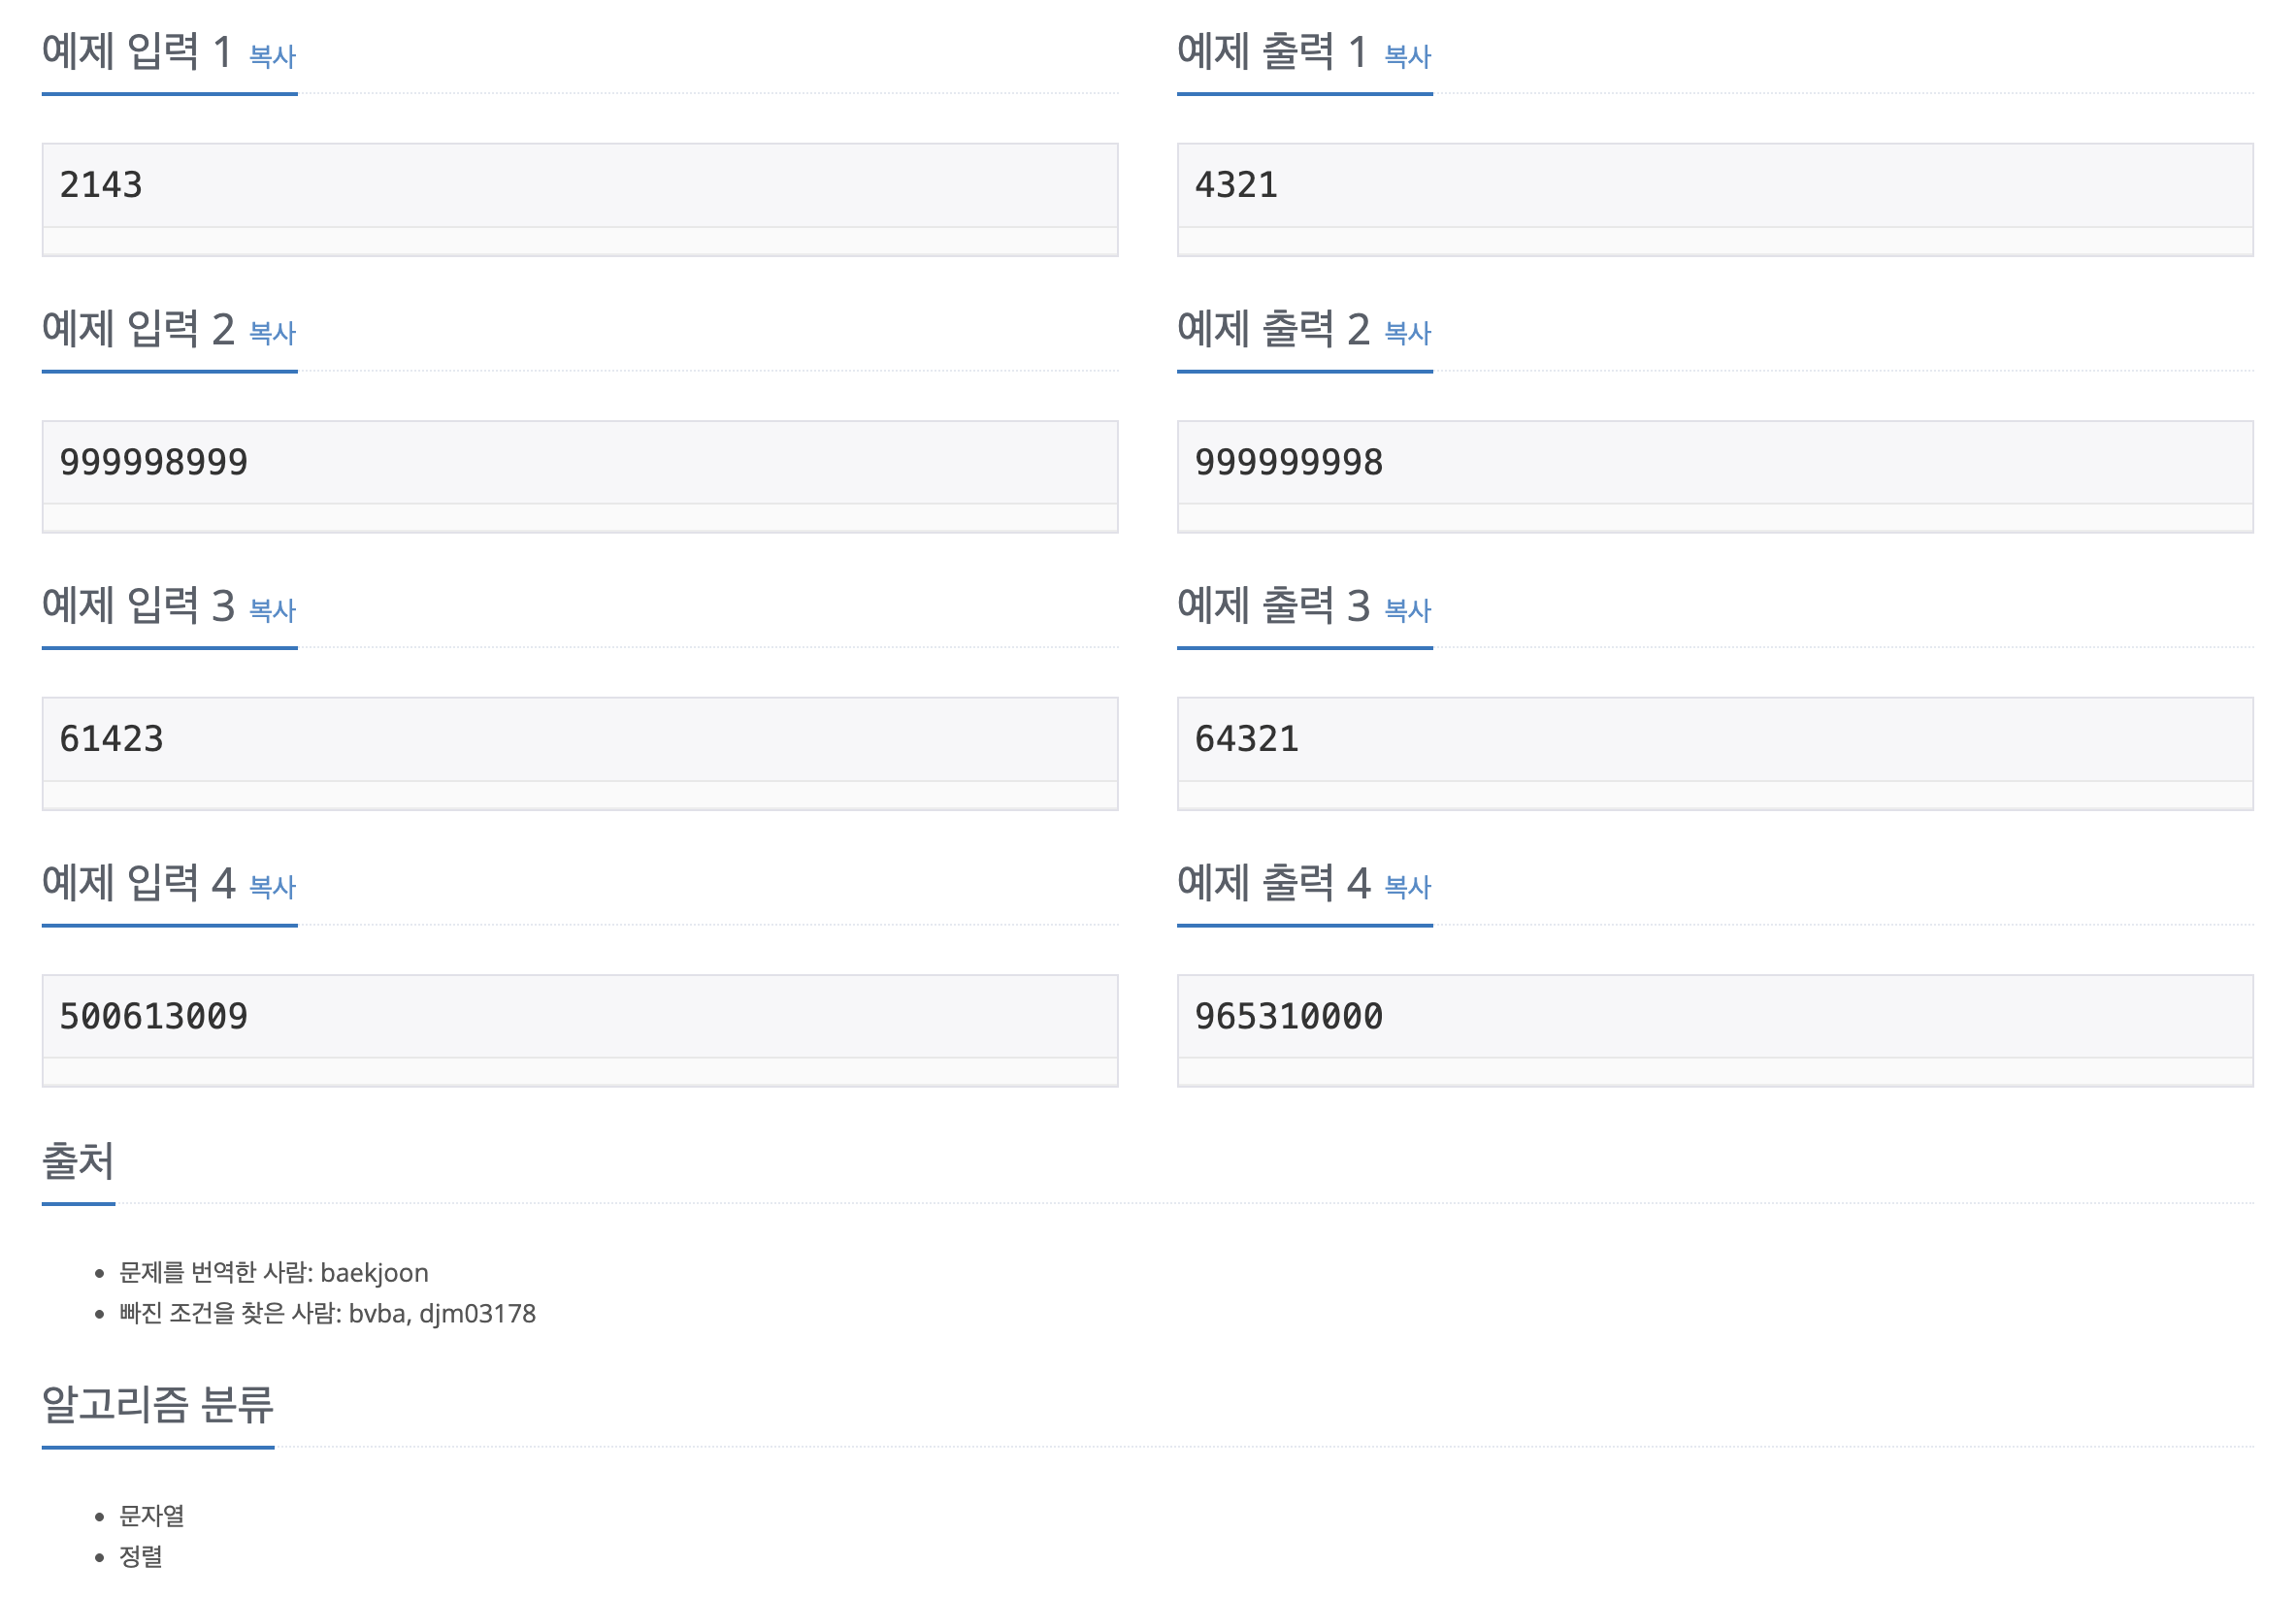 예제 입력 1 복사
예제 출력 1 복사
2143
4321
예제 입력 2 복사
예제 출력 2 복사
999998999
999999998
예제 입력 3 복사
예제 출력 3 복사
61423
64321
예제 입력 4 복사
예제 출력 4 복사
500613009
965310000
출처
문제를 번역한 사람: baekjoon
빠진 조건을 찾은 사람: bvba, djm03178
알고리즘 분류
문자열
정렬